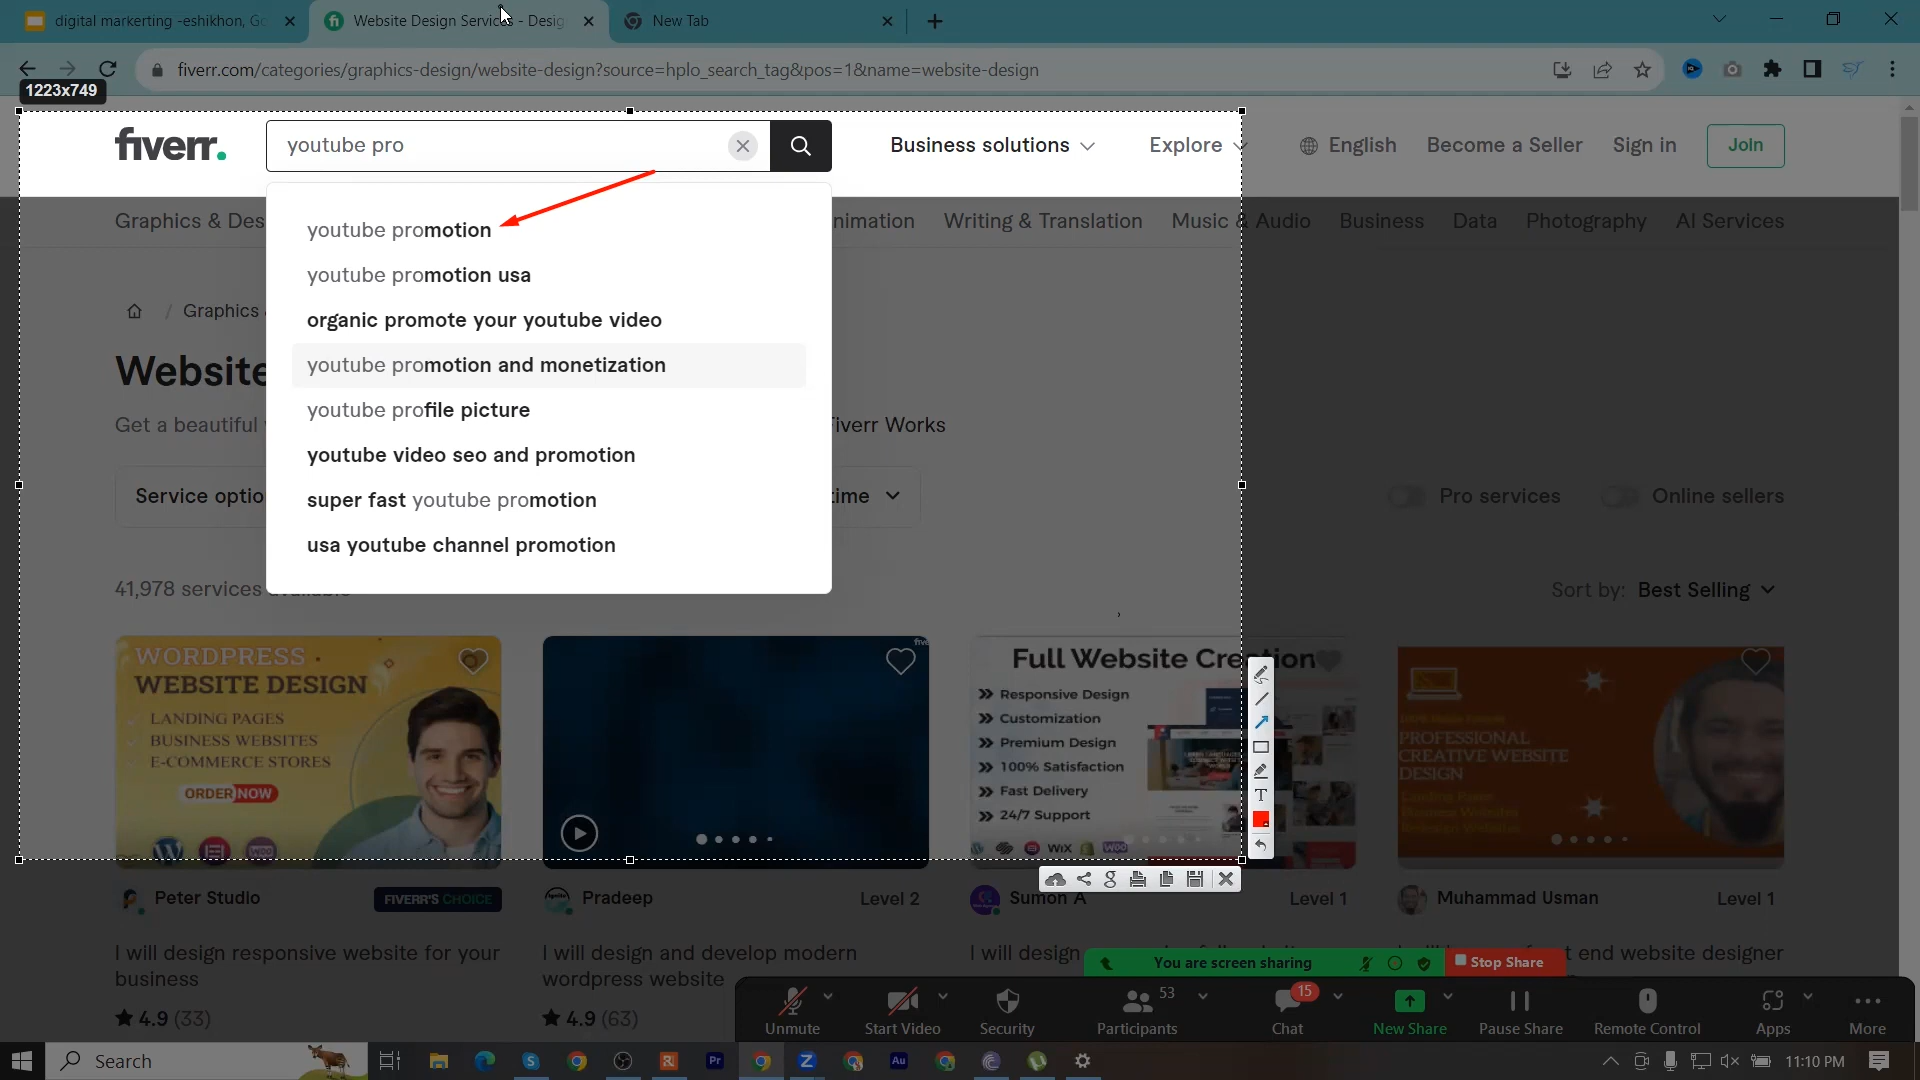 digital markerting -eshikhon, Go
Website Design Services - Desig
New Tab
fiverr.com/categories/graphics-design/website-design?source=hplo_search_tag&pos=1&name=website-design
1223x749
fiverr.
youtube pro
Business solutions
Explore
English
Become a Seller
Sign in
Join
Graphics & Des
nimation
Writing & Translation
Music & Audio
Business
Data
Photography
AI Services
youtube promotion
youtube promotion usa
organic promote your youtube video
youtube promotion and monetization
youtube profile picture
youtube video seo and promotion
super fast youtube promotion
usa youtube channel promotion
Graphics
Website
Get a beautiful
Fiverr Works
Service optio
time
Pro services
Online sellers
41,978 services available
Sort by: Best Selling
WORDPRESS
WEBSITE DESIGN
LANDING PAGES
BUSINESS WEBSITES
E-COMMERCE STORES
ORDER NOW
Full Website Creation
Responsive Design
Customization
Premium Design
100% Satisfaction
Fast Delivery
24/7 Support
WiX
WOO
PROFESSIONAL
CREATIVE WEBSITE
DESIGN
Peter Studio
FIVERR'S CHOICE
Pradeep
Level 2
Sumon A
Level 1
Muhammad Usman
Level 1
I will design responsive website for your
business
I will design and develop modern
wordpress website
I will design
t end website designer
4.9 (33)
4.9 (63)
You are screen sharing
Stop Share
Unmute
Start Video
Security
53
Participants
15
Chat
New Share
Pause Share
Remote Control
Apps
More
Search
11:10 PM